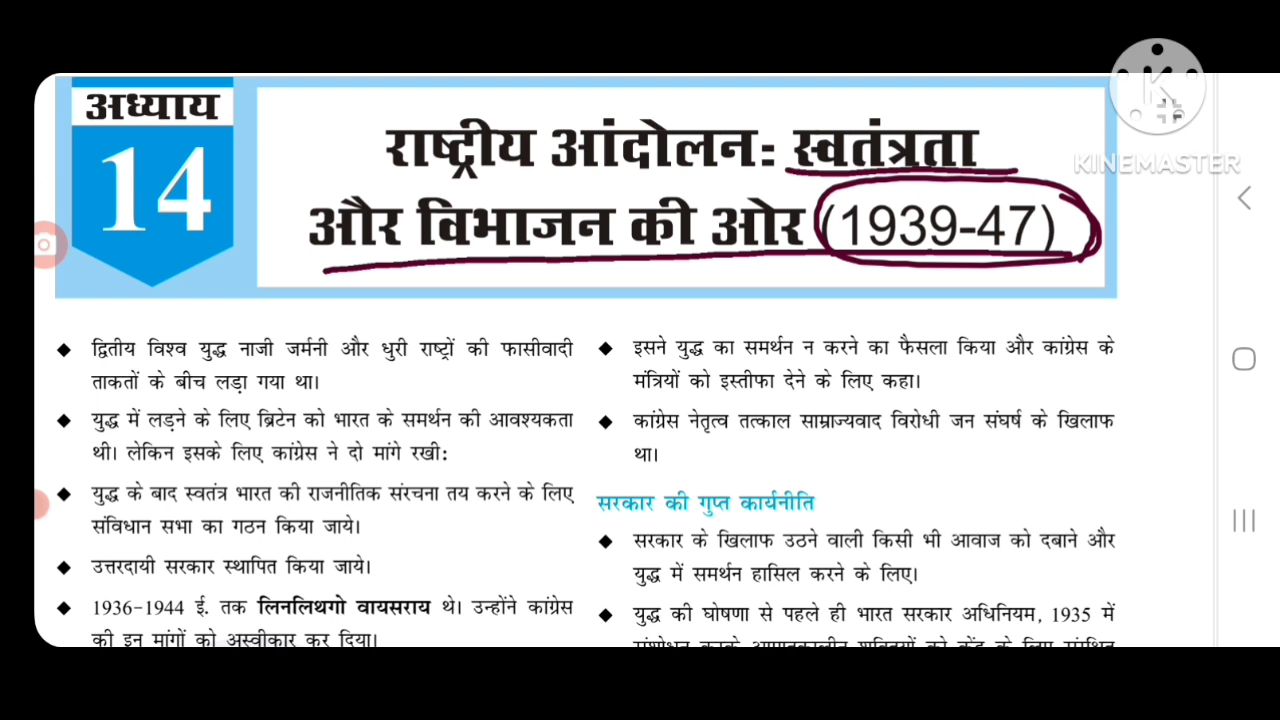 अध्याय
14
राष्ट्रीय आंदोलन: स्वतंत्रता
और विभाजन की ओर (1939-47)
KINEMASTER
द्वितीय विश्व युद्ध नाजी जर्मनी और धुरी राष्ट्रों की फासीवादी
ताकतों के बीच लड़ा गया था।
युद्ध में लड़ने के लिए ब्रिटेन को भारत के समर्थन की आवश्यकता
थी। लेकिन इसके लिए कांग्रेस ने दो मांगे रखी:
युद्ध के बाद स्वतंत्र भारत की राजनीतिक संरचना तय करने के लिए
संविधान सभा का गठन किया जाये।
उत्तरदायी सरकार स्थापित किया जाये।
1936-1944 ई. तक लिनलिथगो वायसराय थे। उन्होंने कांग्रेस
की इन मांगों को अस्वीकार कर दिया।
इसने युद्ध का समर्थन न करने का फैसला किया और कांग्रेस के
मंत्रियों को इस्तीफा देने के लिए कहा।
कांग्रेस नेतृत्व तत्काल साम्राज्यवाद विरोधी जन संघर्ष के खिलाफ
था।
सरकार की गुप्त कार्यनीति
सरकार के खिलाफ उठने वाली किसी भी आवाज को दबाने और
युद्ध में समर्थन हासिल करने के लिए।
युद्ध की घोषणा से पहले ही भारत सरकार अधिनियम, 1935 में